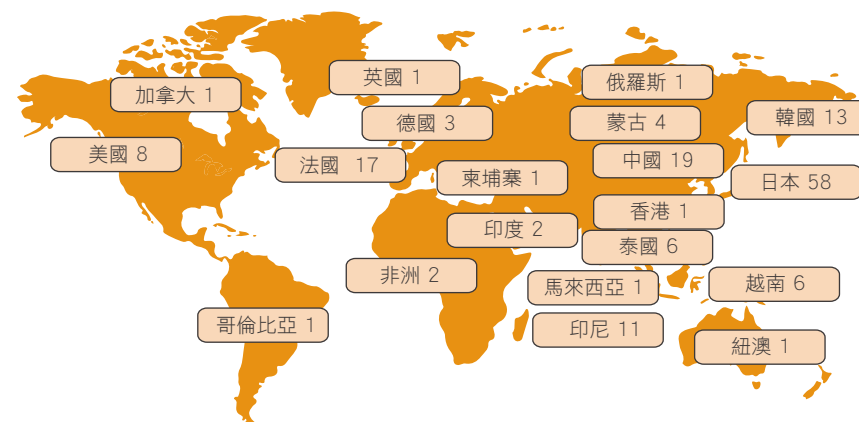 英國 1
俄羅斯 1
加拿大 1
德國 3
蒙古 4
韓國 13
美國 8
法國 17
中國 19
柬埔寨 1
日本 58
香港 1
印度 2
泰國 6
非洲 2
馬來西亞 1
越南 6
哥倫比亞 1
印尼 11
紐澳 1